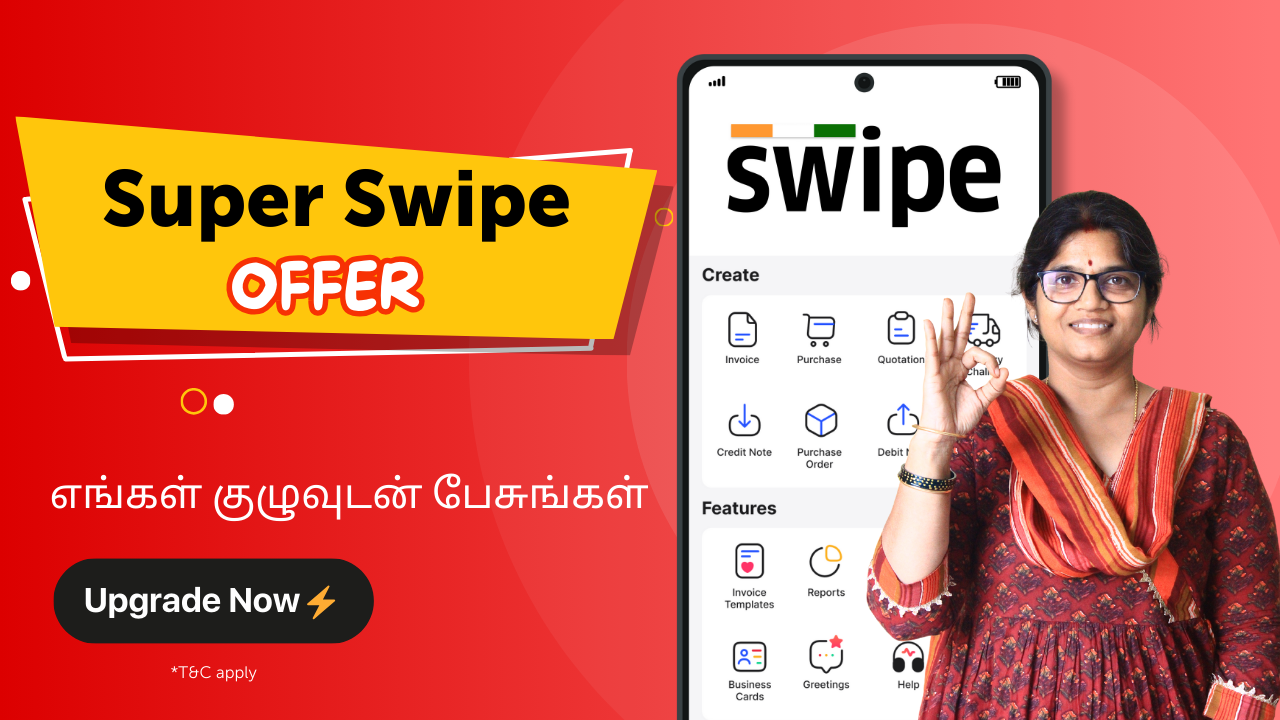 Super Swipe
OFFER
எங்கள் குழுவுடன் பேசுங்கள்
Upgrade Now
*T&C apply
swipe
Create
Invoice
Purchase
Quotation
Credit Note
Purchase
Order
Debit
Features
Invoice
Templates
Reports
Business
Cards
Greetings
Help